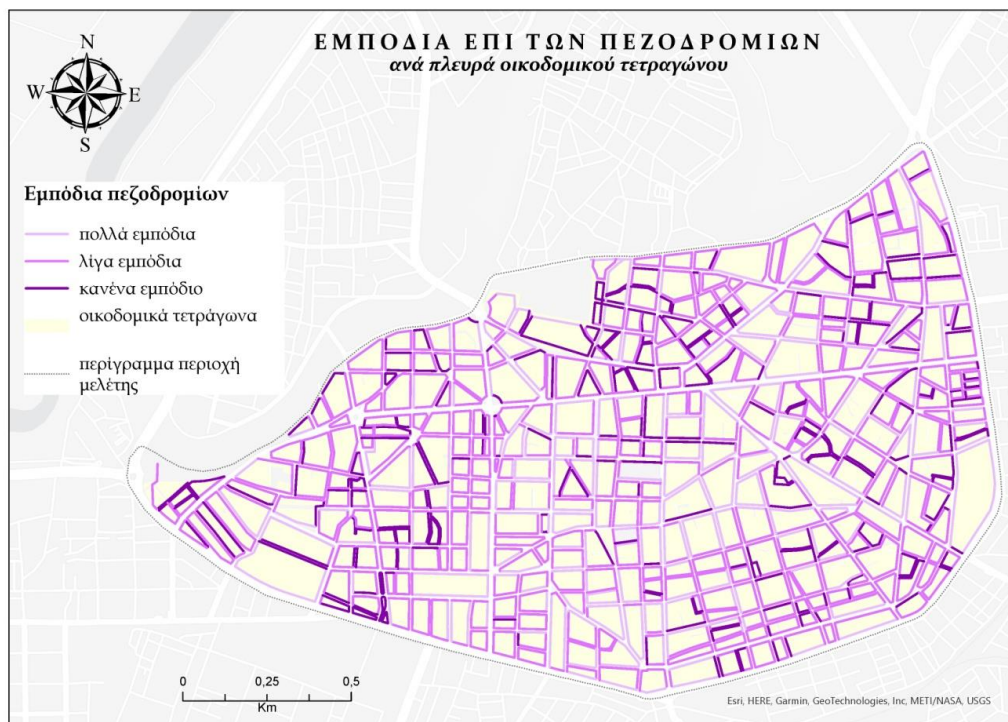 ΕΜΠΟΔΙΑ ΕΠΙ ΤΩΝ ΠΕΖΟΔΡΟΜΙΩΝ
ανά πλευρά οικοδομικού τετραγώνου
N
W E
S
Εμπόδια πεζοδρομίων
πολλά εμπόδια
λίγα εμπόδια
κανένα εμπόδιο
οικοδομικά τετράγωνα
περίγραμμα περιοχή
μελέτης
0 0,25 0,5
Km
Esri, HERE, Garmin, GeoTechnologies, Inc, METI/NASA, USGS